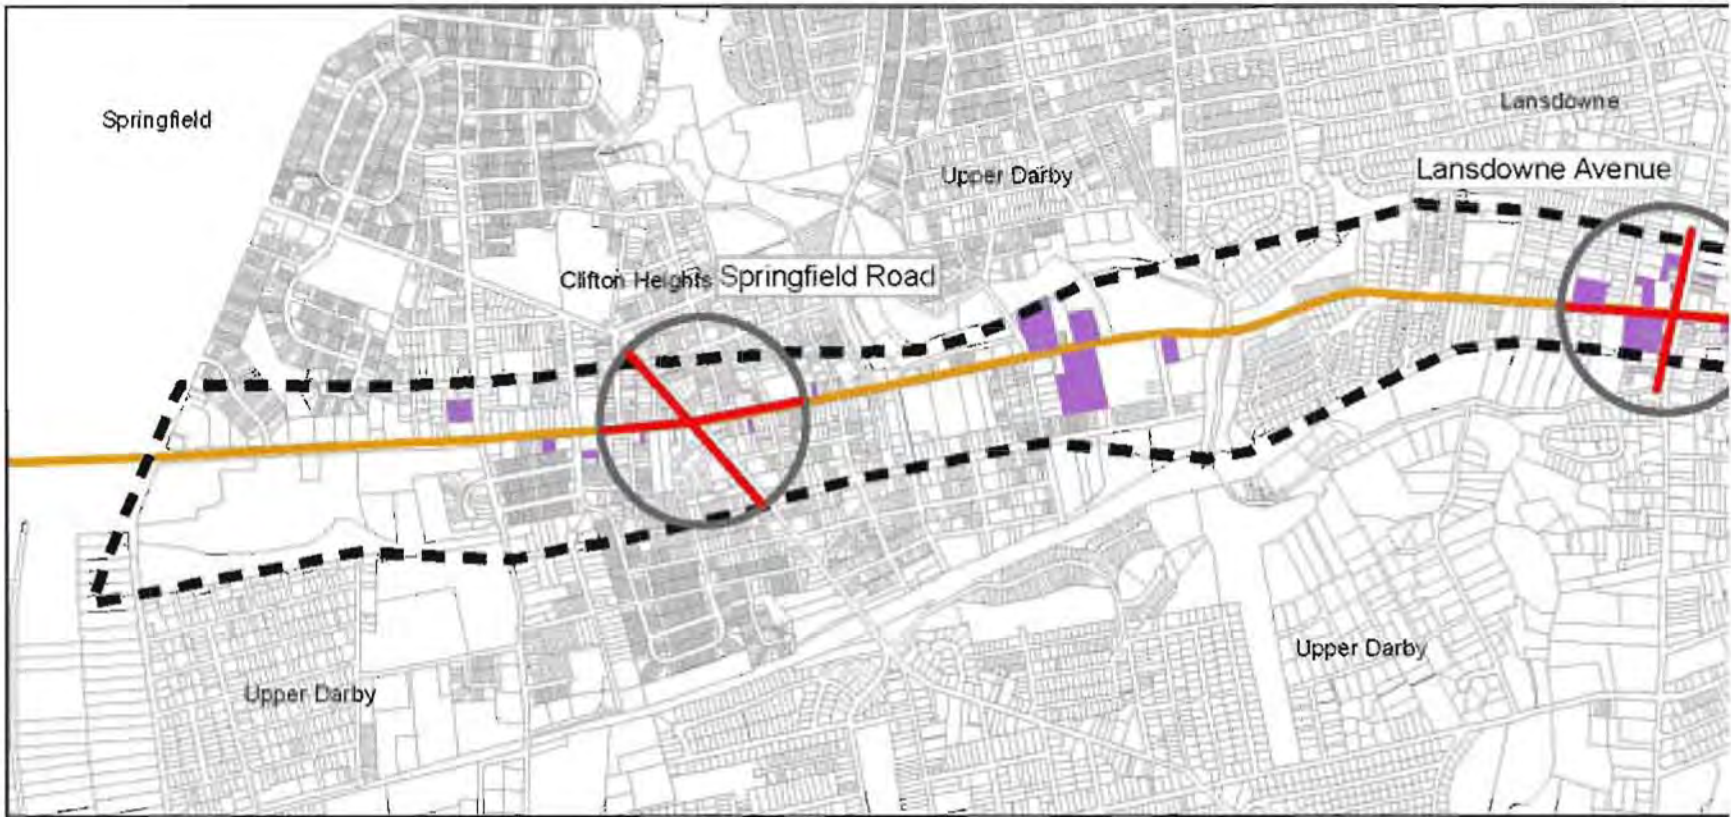 Springfield
Lansdowne
Lansdowne Avenue
Upper Darby
Clifton Heights
Springfield Road
Upper Darby
Upper Darby